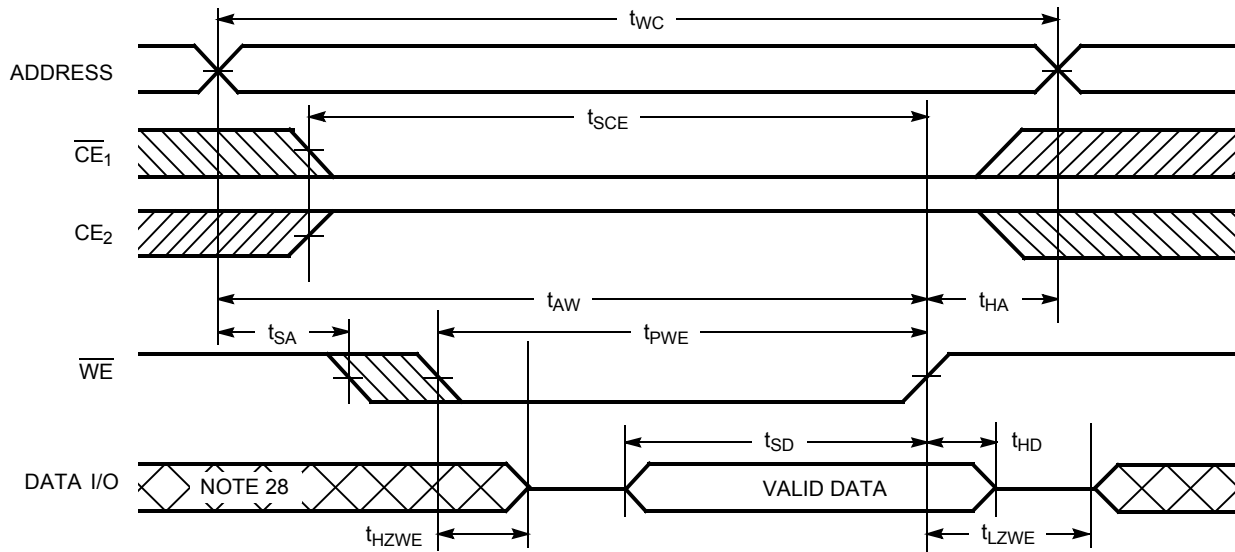 tWC
ADDRESS
tSCE
CE1
CE2
tAW
tHA
tSA
tPWE
WE
tSD
tHD
DATA I/O
NOTE 28
VALID DATA
tHZWE
tLZWE